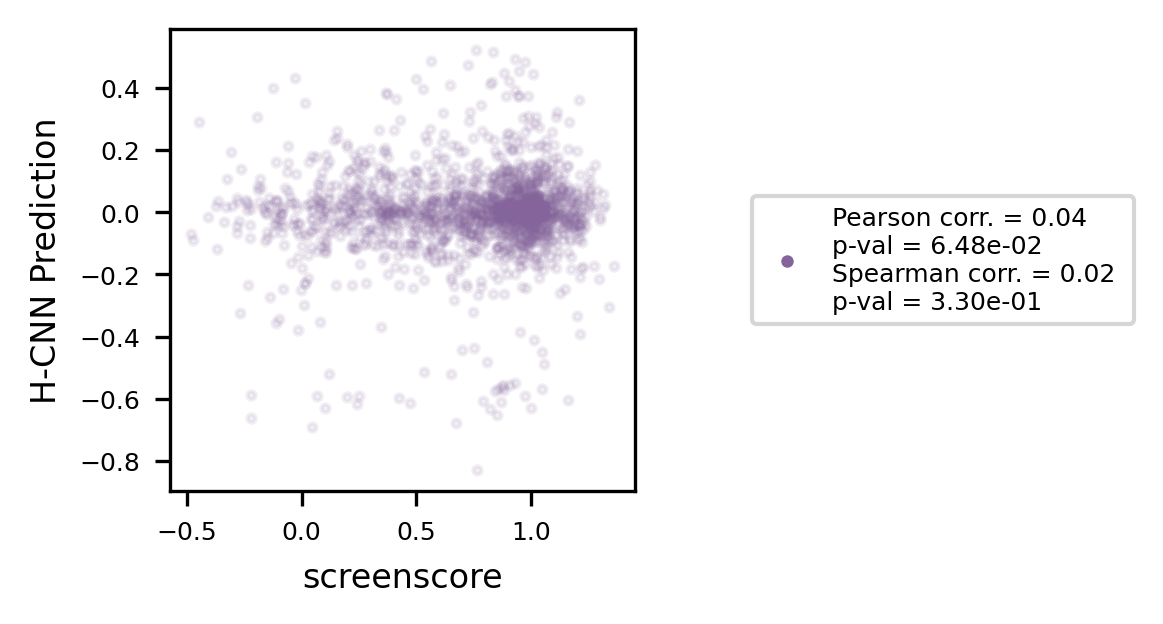 0.4
0.2
0.0
−0.2
−0.4
−0.6
−0.8
H-CNN Prediction
−0.5
0.0
0.5
1.0
screenscore
Pearson corr. = 0.04
p-val = 6.48e-02
Spearman corr. = 0.02
p-val = 3.30e-01